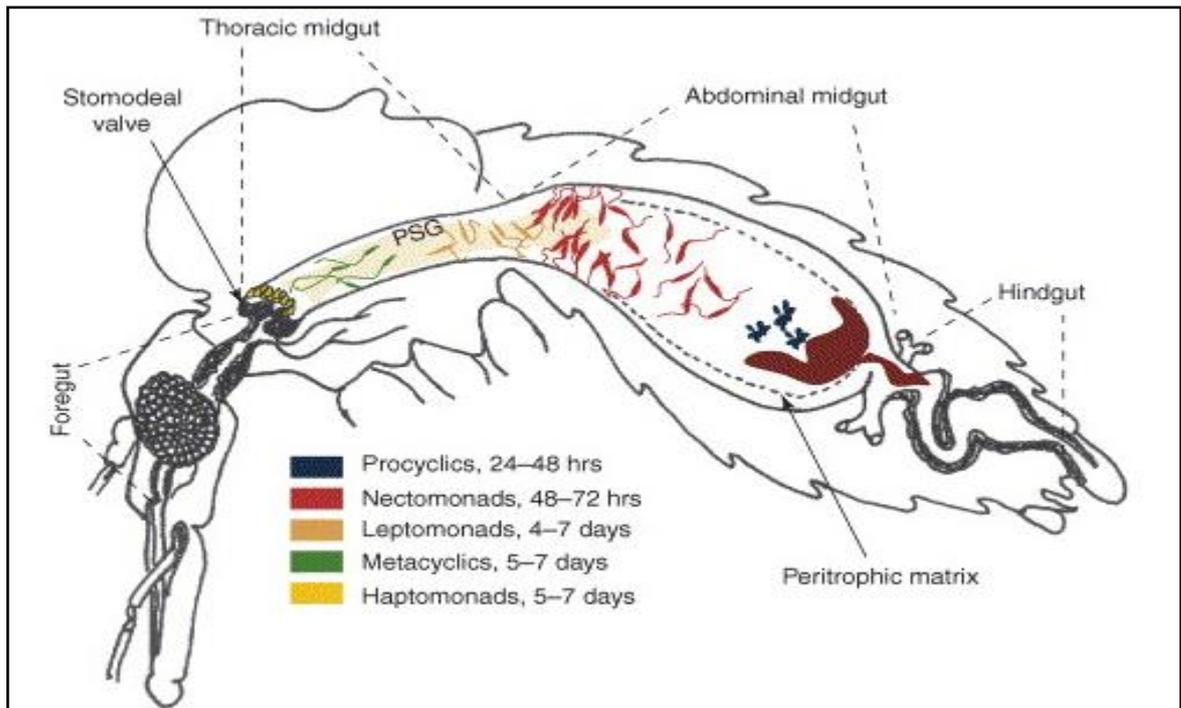 Thoracic midgut
Stomodeal
valve
Abdominal midgut
PSG
Hindgut
Foregut
Procyclics, 24–48 hrs
Nectomonads, 48–72 hrs
Leptomonads, 4–7 days
Metacyclics, 5–7 days
Haptomonads, 5–7 days
Peritrophic matrix